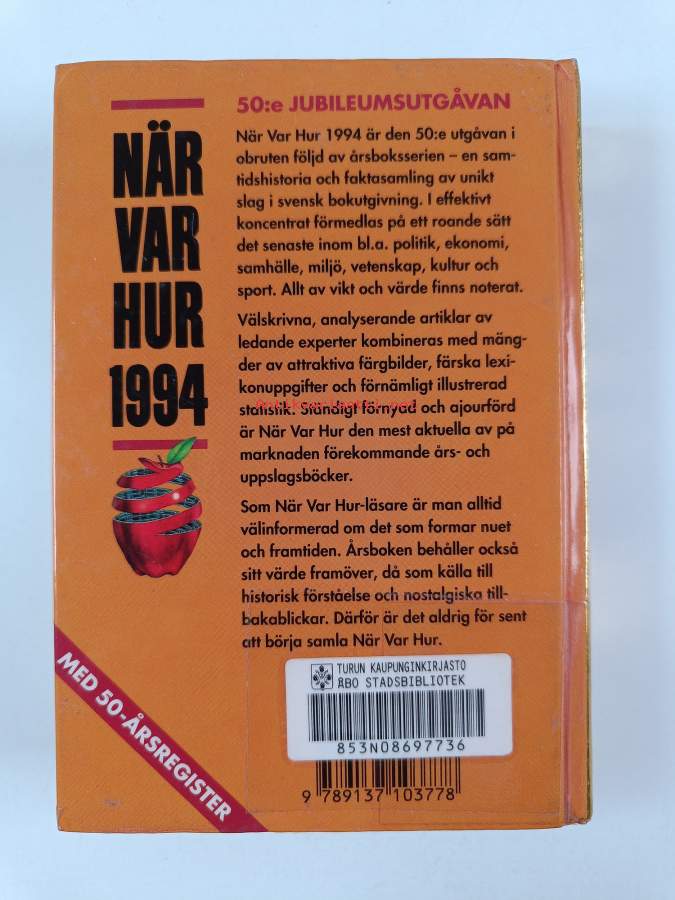 NÄR
VAR
HUR
1994
50:e JUBILEUMSUTGÅVAN
När Var Hur 1994 är den 50:e utgåvan i
obruten följd av årsboksserien – en sam-
tidshistoria och faktasamling av unikt
slag i svensk bokutgivning. I effektivt
koncentrat förmedlas på ett roande sätt
det senaste inom bl.a. politik, ekonomi,
samhälle, miljö, vetenskap, kultur och
sport. Allt av vikt och värde finns noterat.
Välskrivna, analyserande artiklar av
ledande experter kombineras med mäng-
der av attraktiva färgbilder, färska lexi-
konuppgifter och förnämligt illustrerad
statistik. Ständigt förnyad och ajourförd
är När Var Hur den mest aktuella av på
marknaden förekommande års- och
uppslagsböcker.
Som När Var Hur-läsare är man alltid
välinformerad om det som formar nuet
och framtiden. Årsboken behåller också
sitt värde framöver, då som källa till
historisk förståelse och nostalgiska till-
bakablickar. Därför är det aldrig för sent
att börja samla När Var Hur.
MED 50-ÅRSREGISTER
TURUN KAUPUNGINKIRJASTO
ÅBO STADSBIBLIOTEK
853N08697736
9 789137 103778